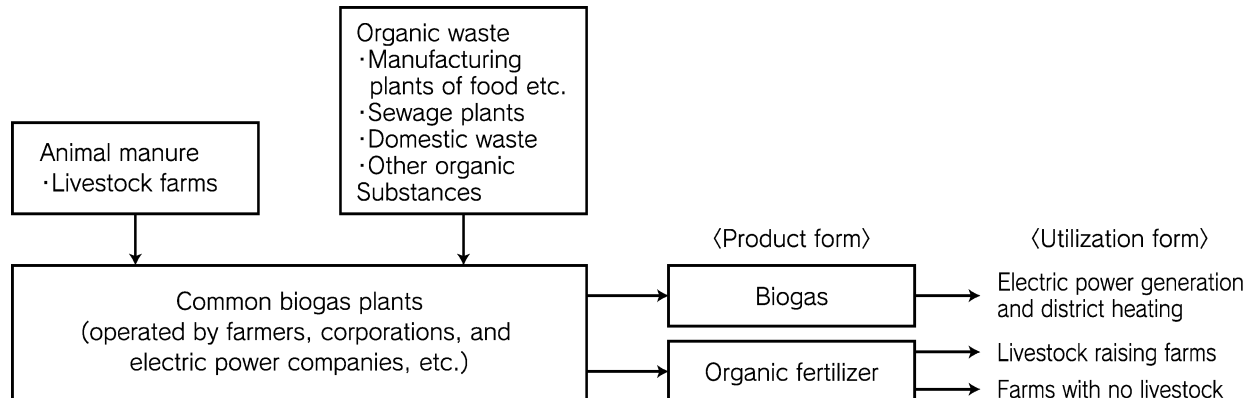 Organic waste
·Manufacturing
plants of food etc.
·Sewage plants
·Domestic waste
·Other organic
Substances
Animal manure
·Livestock farms
Common biogas plants
(operated by farmers, corporations, and
electric power companies, etc.)
〈Product form〉
Biogas
Organic fertilizer
〈Utilization form〉
Electric power generation
and district heating
Livestock raising farms
Farms with no livestock